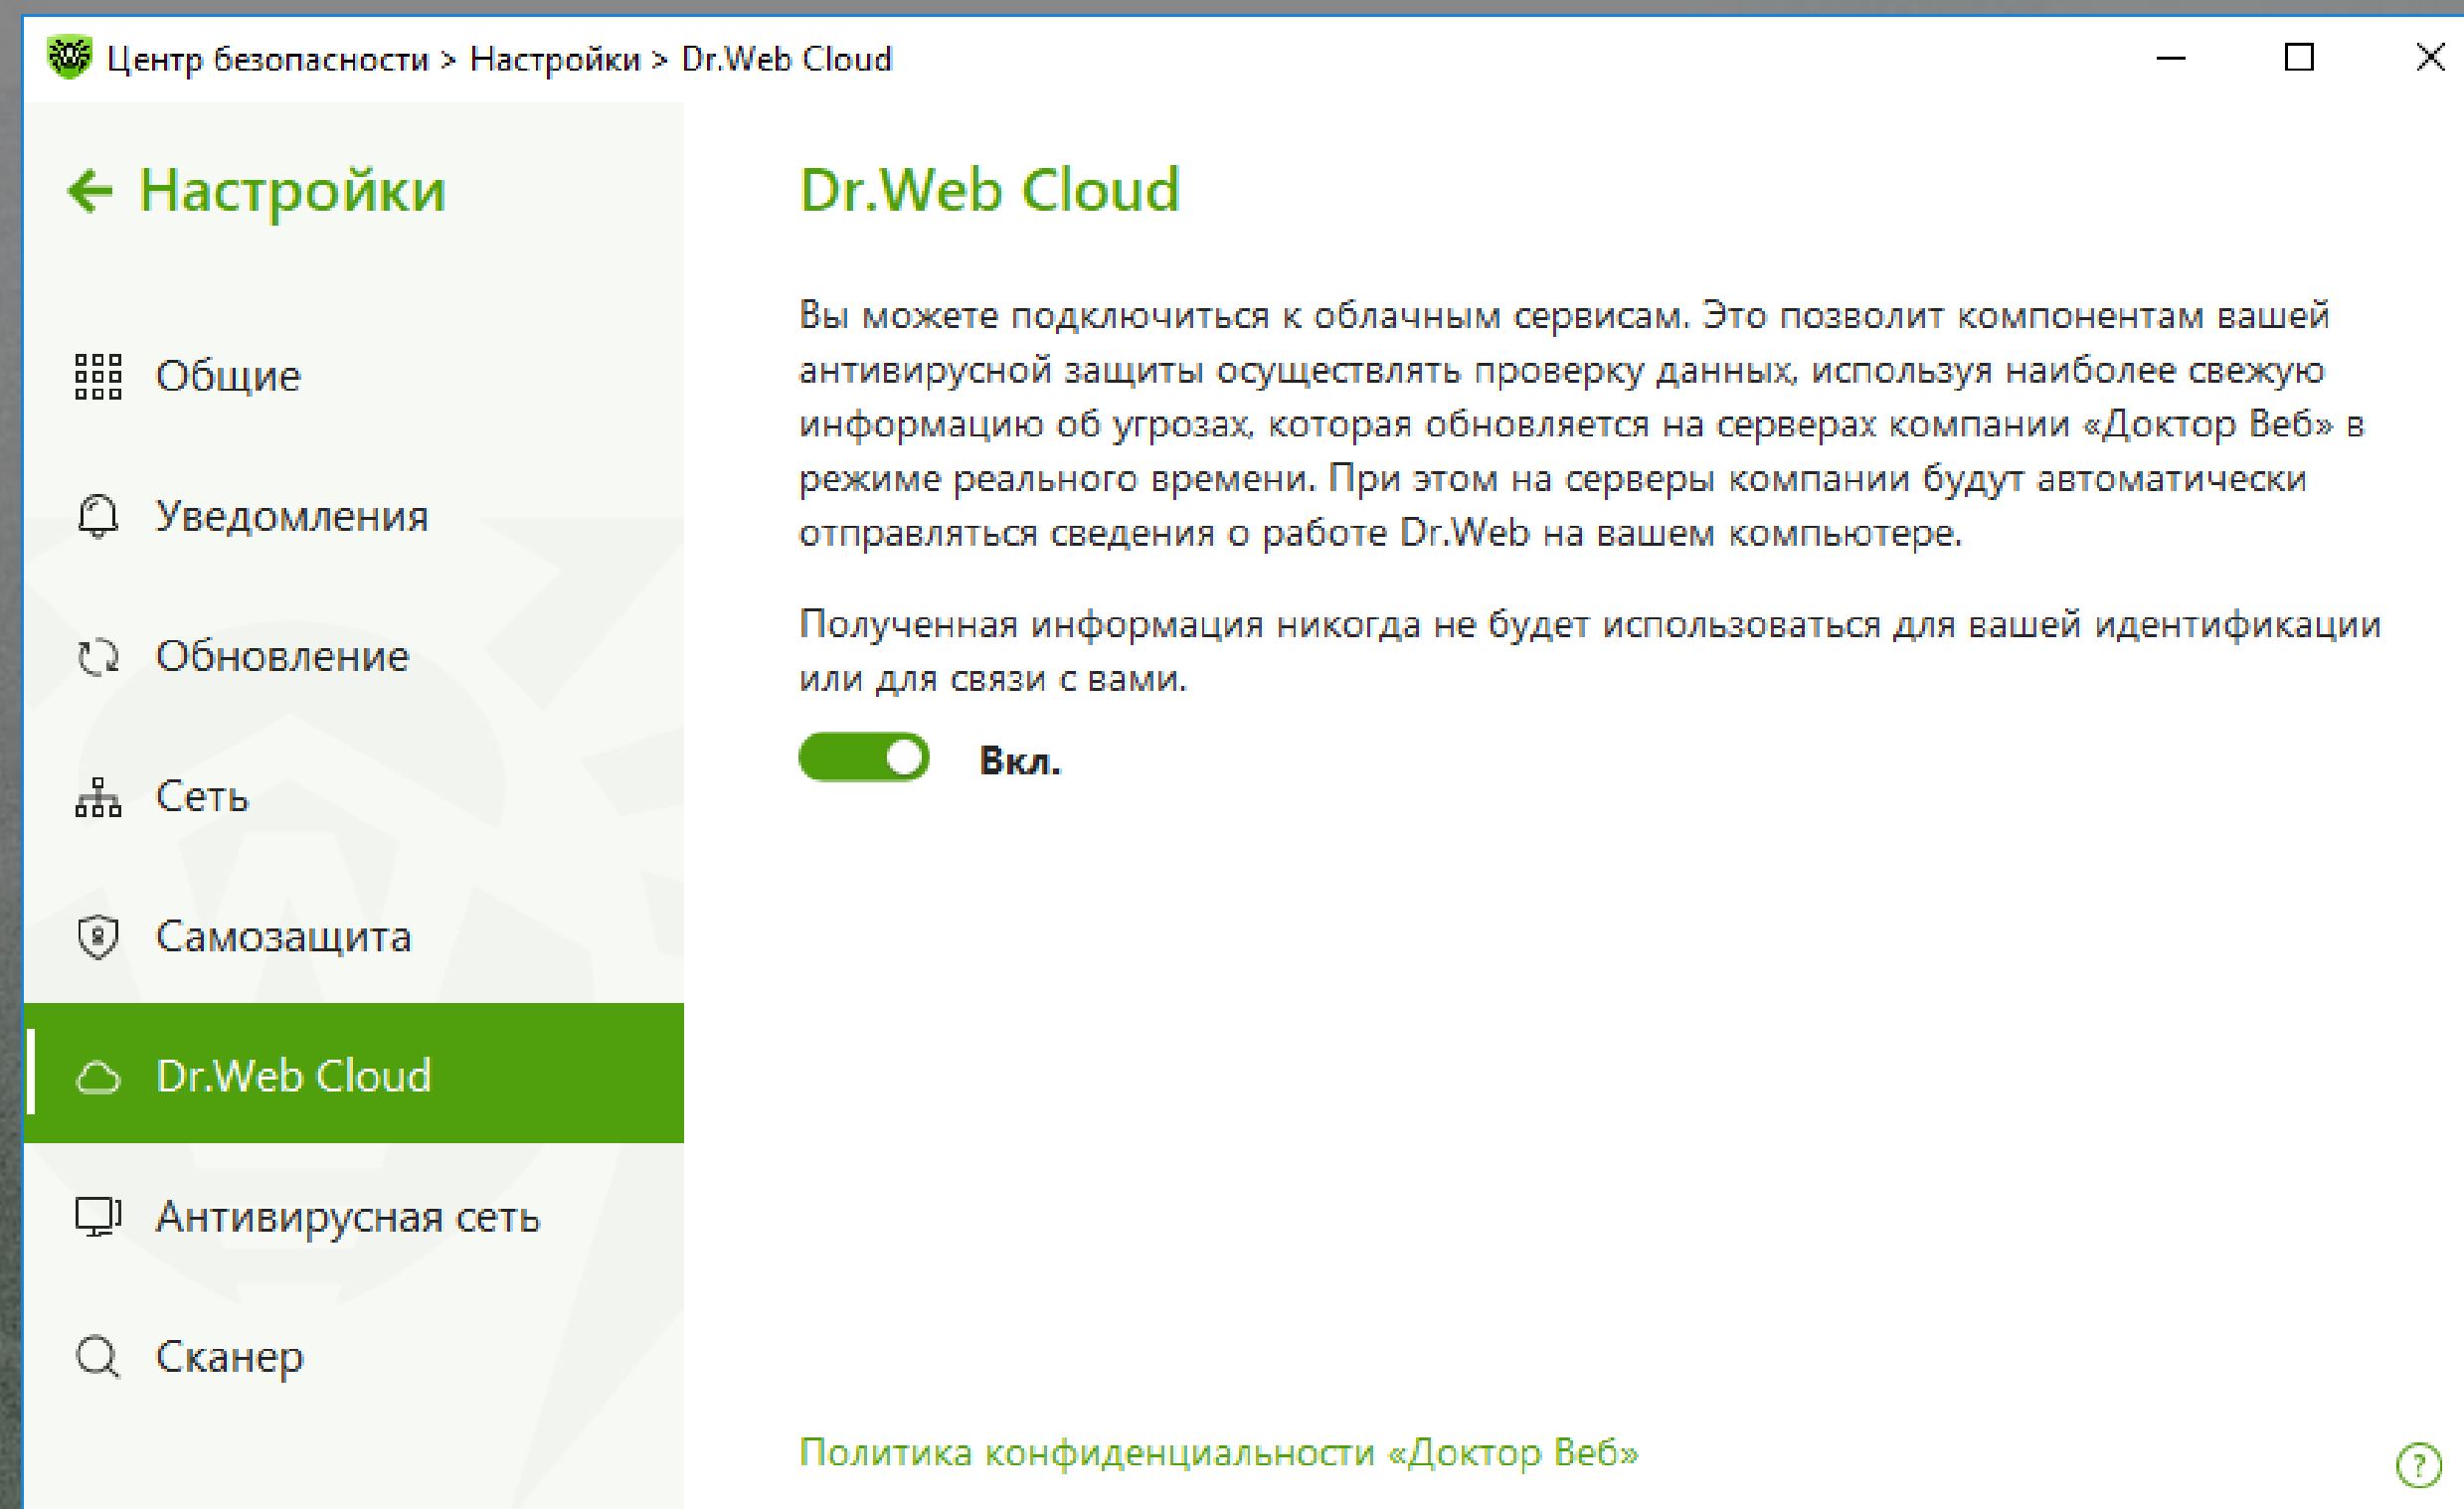 Центр безопасности > Настройки > Dr.Web Cloud
Настройки
Общие
Уведомления
Обновление
Сеть
Самозащита
Dr.Web Cloud
Антивирусная сеть
Сканер
Dr.Web Cloud
Вы можете подключиться к облачным сервисам. Это позволит компонентам вашей
антивирусной защиты осуществлять проверку данных, используя наиболее свежую
информацию об угрозах, которая обновляется на серверах компании «Доктор Веб» в
режиме реального времени. При этом на серверы компании будут автоматически
отправляться сведения о работе Dr.Web на вашем компьютере.
Полученная информация никогда не будет использоваться для вашей идентификации
или для связи с вами.
Вкл.
Политика конфиденциальности «Доктор Веб»
?